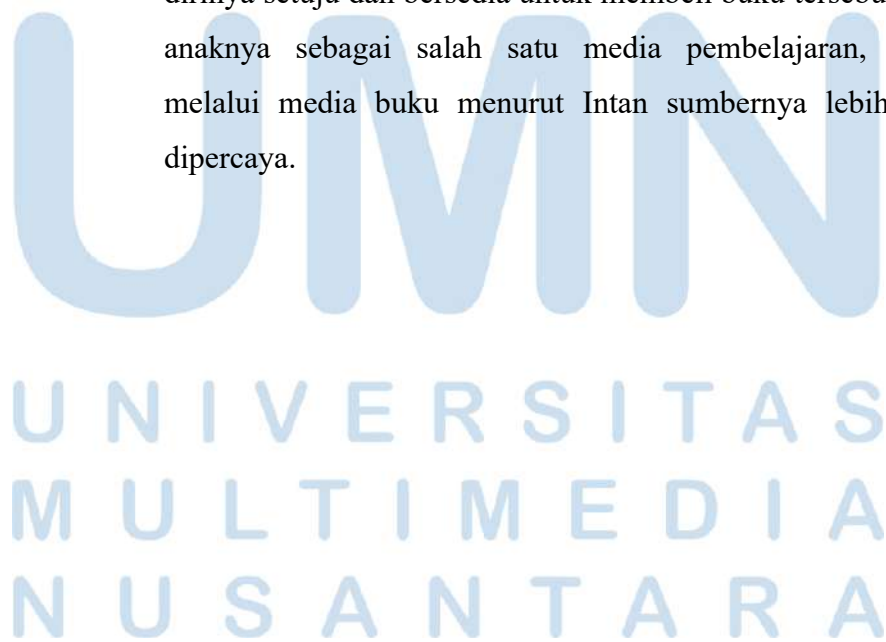 dirinya setuju dan bersedia untuk membeli buku
anaknya sebagai salah satu media pembelajaran,
melalui media buku menurut Intan sumbernya lebih
dipercaya.
UMN
UNIVERSITAS
MULTIMEDIA
NUSANTARA